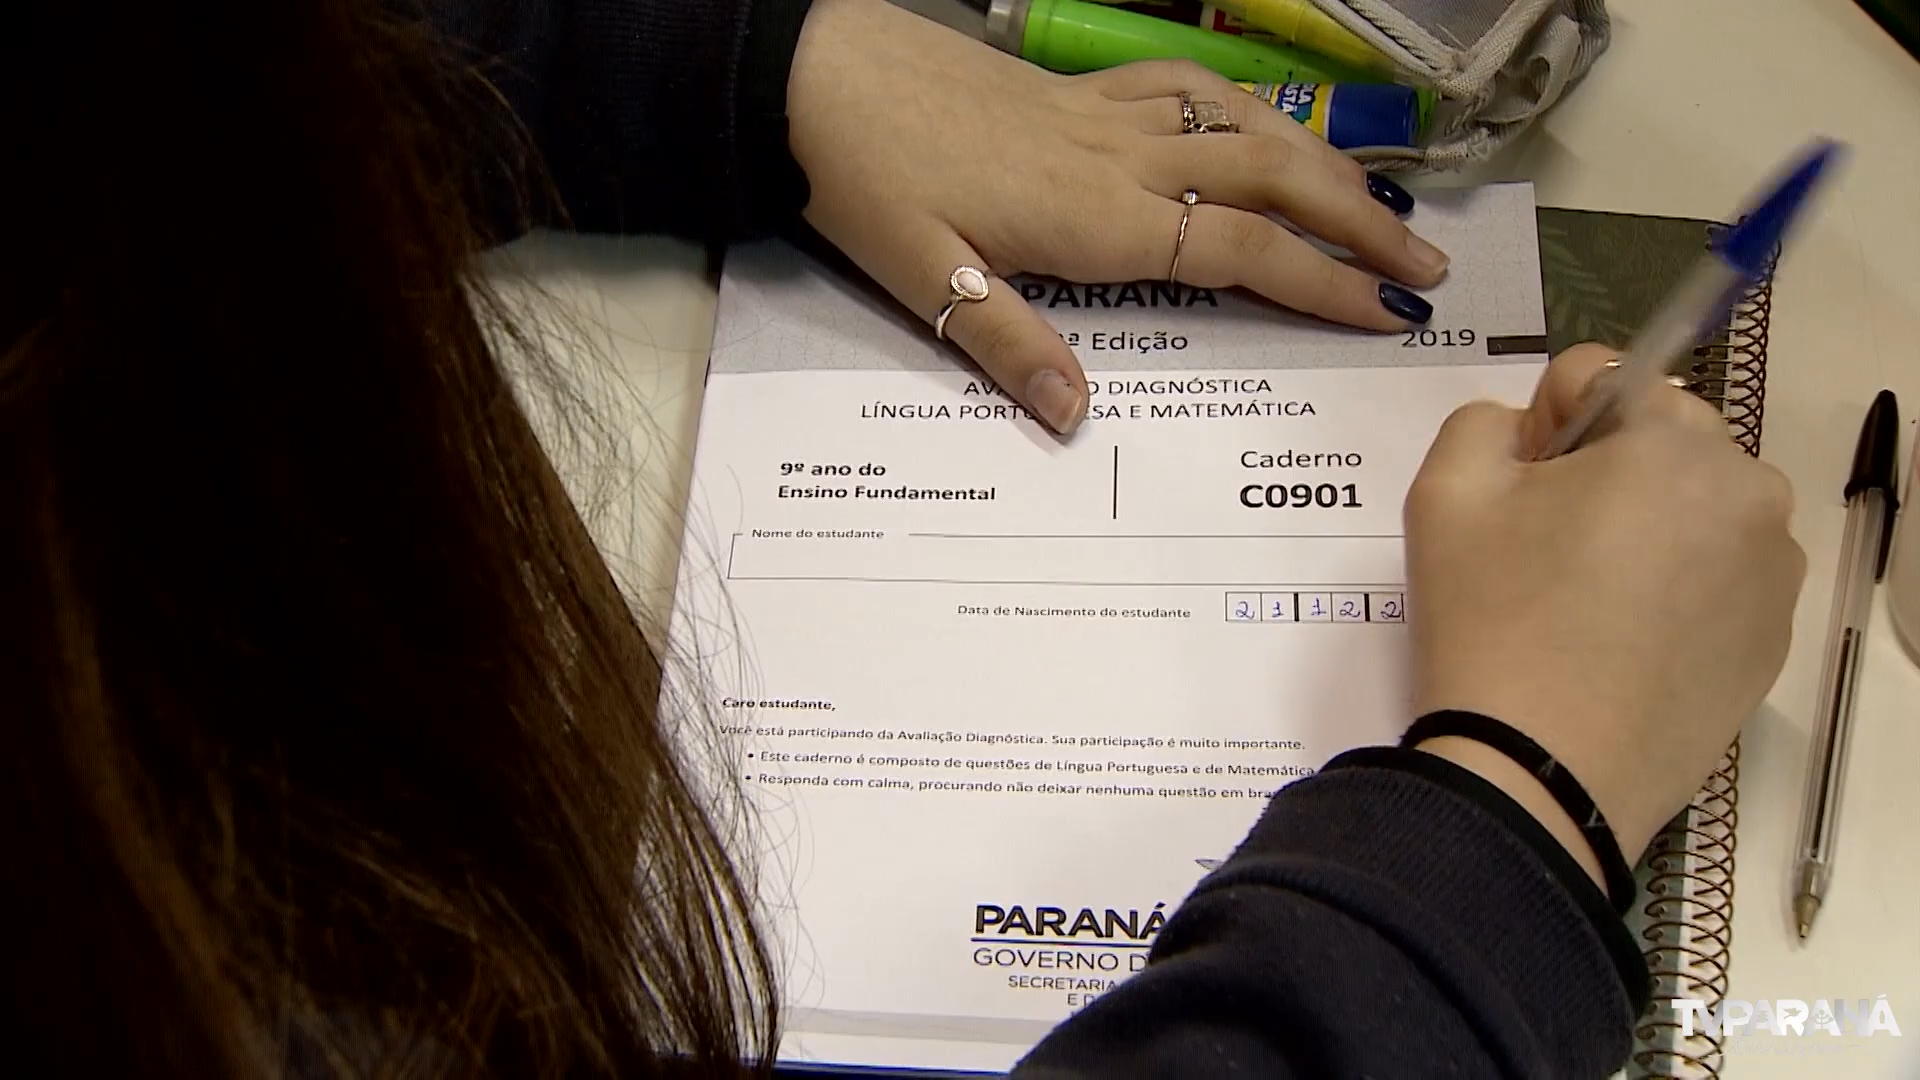 PARANÁ
ª Edição
2019
DIAGNÓSTICA
LÍNGUA E MATEMÁTICA
9º ano do
Ensino Fundamental
Caderno
C0901
Nome do estudante
Data de Nascimento do estudante
2 1 1 2 2
Caro estudante,
Você está participando da Avaliação Diagnóstica. Sua participação é muito importante.
• Este caderno é composto de questões de Língua Portuguesa e de Matemática
• Responda com calma, procurando não deixar nenhuma questão em
PARANÁ
GOVERNO
SECRETARIA
E
TVPARANÁ